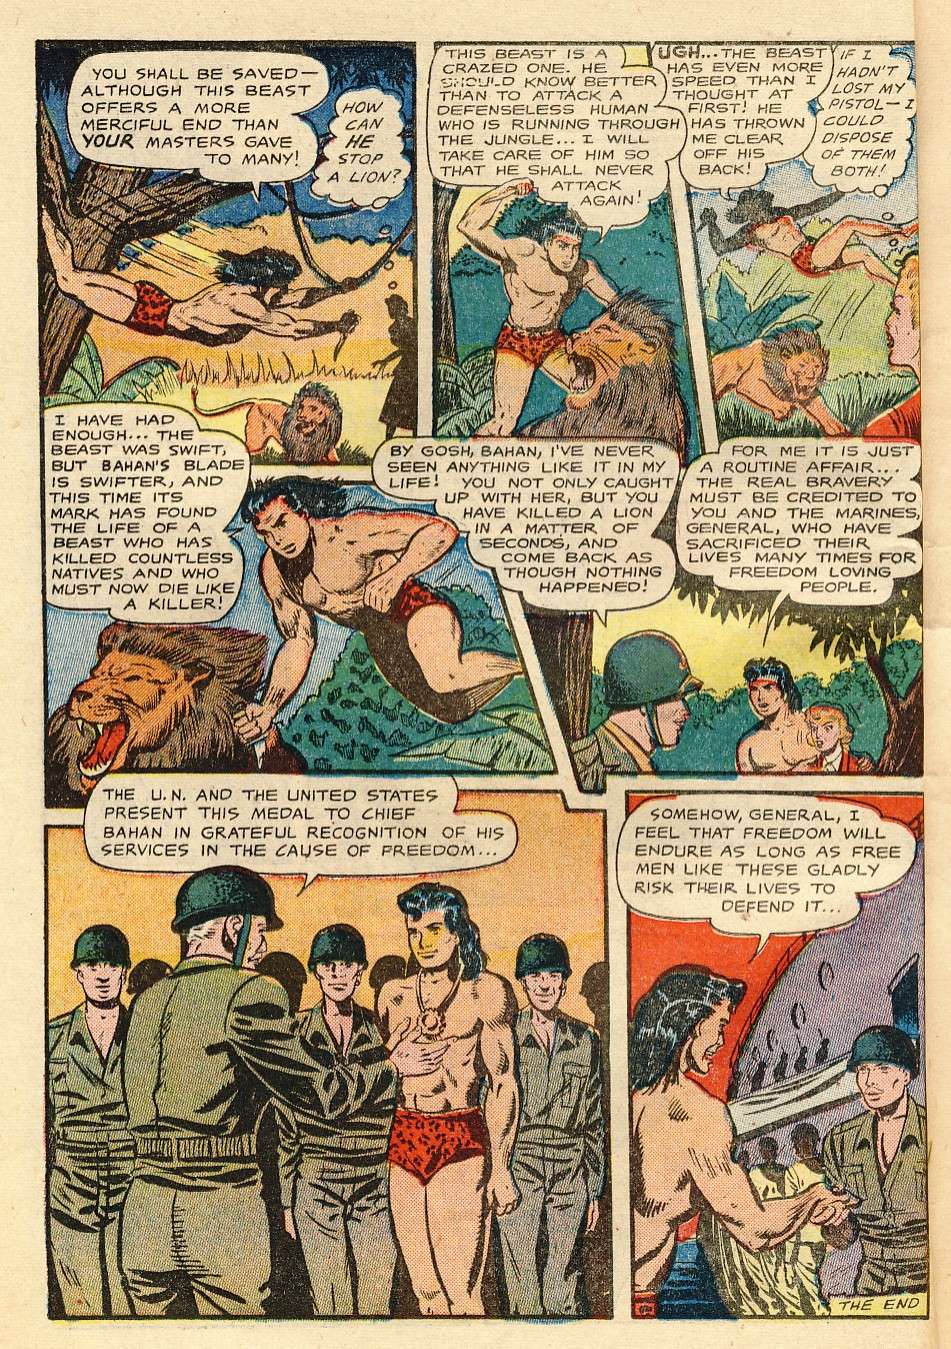 YOU SHALL BE SAVED—
ALTHOUGH THIS BEAST
OFFERS A MORE
MERCIFUL END THAN
YOUR MASTERS GAVE
TO MANY!
HOW
CAN
HE
STOP
A LION?
THIS BEAST IS A
CRAZED ONE. HE
SHOULD KNOW BETTER
THAN TO ATTACK A
DEFENSELESS HUMAN
WHO IS RUNNING THROUGH
THE JUNGLE... I WILL
TAKE CARE OF HIM SO
THAT HE SHALL NEVER
ATTACK
AGAIN!
UGH... THE BEAST
HAS EVEN MORE
SPEED THAN I
THOUGHT AT
FIRST! HE
HAS THROWN
ME CLEAR
OFF HIS
BACK!
IF I
HADN'T
LOST MY
PISTOL— I
COULD
DISPOSE
OF THEM
BOTH!
I HAVE HAD
ENOUGH... THE
BEAST WAS SWIFT,
BUT BAHAN'S BLADE
IS SWIFTER, AND
THIS TIME ITS
MARK HAS FOUND
THE LIFE OF A
BEAST WHO HAS
KILLED COUNTLESS
NATIVES AND WHO
MUST NOW DIE LIKE
A KILLER!
BY GOSH, BAHAN, I'VE NEVER
SEEN ANYTHING LIKE IT IN MY
LIFE! YOU NOT ONLY CAUGHT
UP WITH HER, BUT YOU
HAVE KILLED A LION
IN A MATTER OF
SECONDS, AND
COME BACK AS
THOUGH NOTHING
HAPPENED!
FOR ME IT IS JUST
A ROUTINE AFFAIR...
THE REAL BRAVERY
MUST BE CREDITED TO
YOU AND THE MARINES,
GENERAL, WHO HAVE
SACRIFICED THEIR
LIVES MANY TIMES FOR
FREEDOM LOVING
PEOPLE.
THE U.N. AND THE UNITED STATES
PRESENT THIS MEDAL TO CHIEF
BAHAN IN GRATEFUL RECOGNITION OF HIS
SERVICES IN THE CAUSE OF FREEDOM...
SOMEHOW, GENERAL, I
FEEL THAT FREEDOM WILL
ENDURE AS LONG AS FREE
MEN LIKE THESE GLADLY
RISK THEIR LIVES TO
DEFEND IT...
THE END